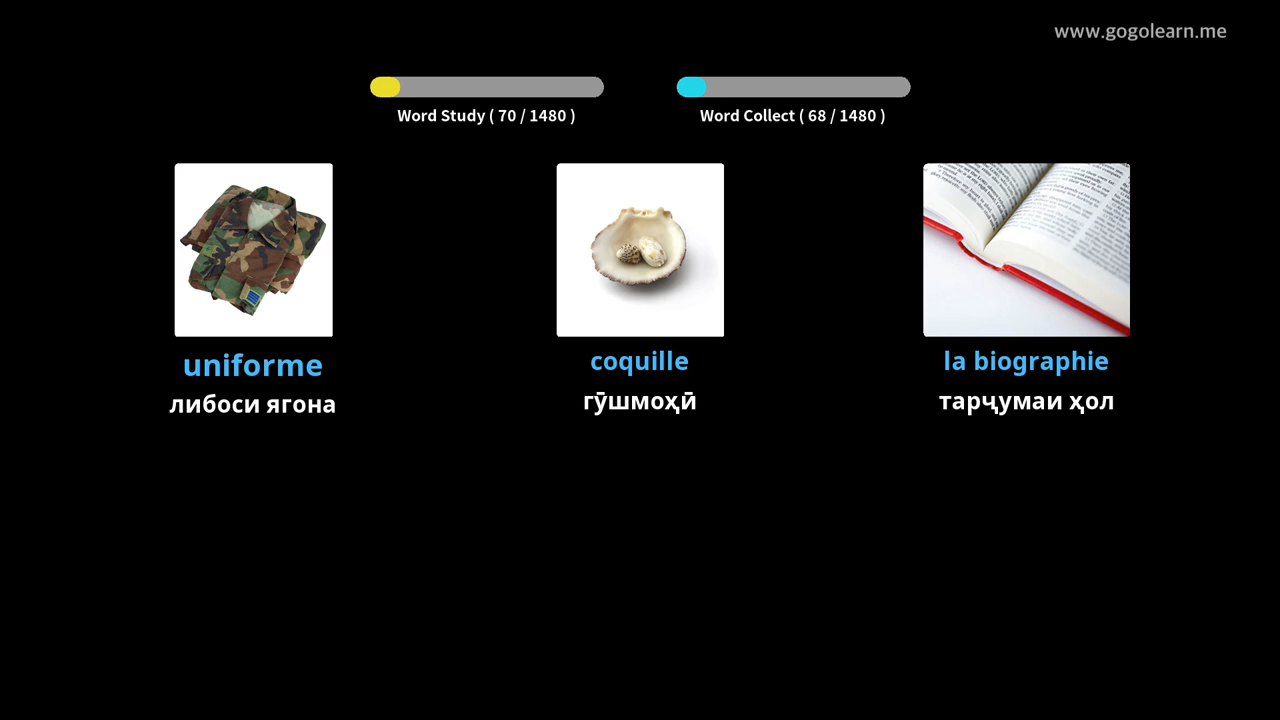 www.gogolearn.me
Word Study ( 70 / 1480 )
Word Collect ( 68 / 1480 )
uniforme
либоси ягона
coquille
гӯшмоҳӣ
la biographie
тарҷумаи ҳол